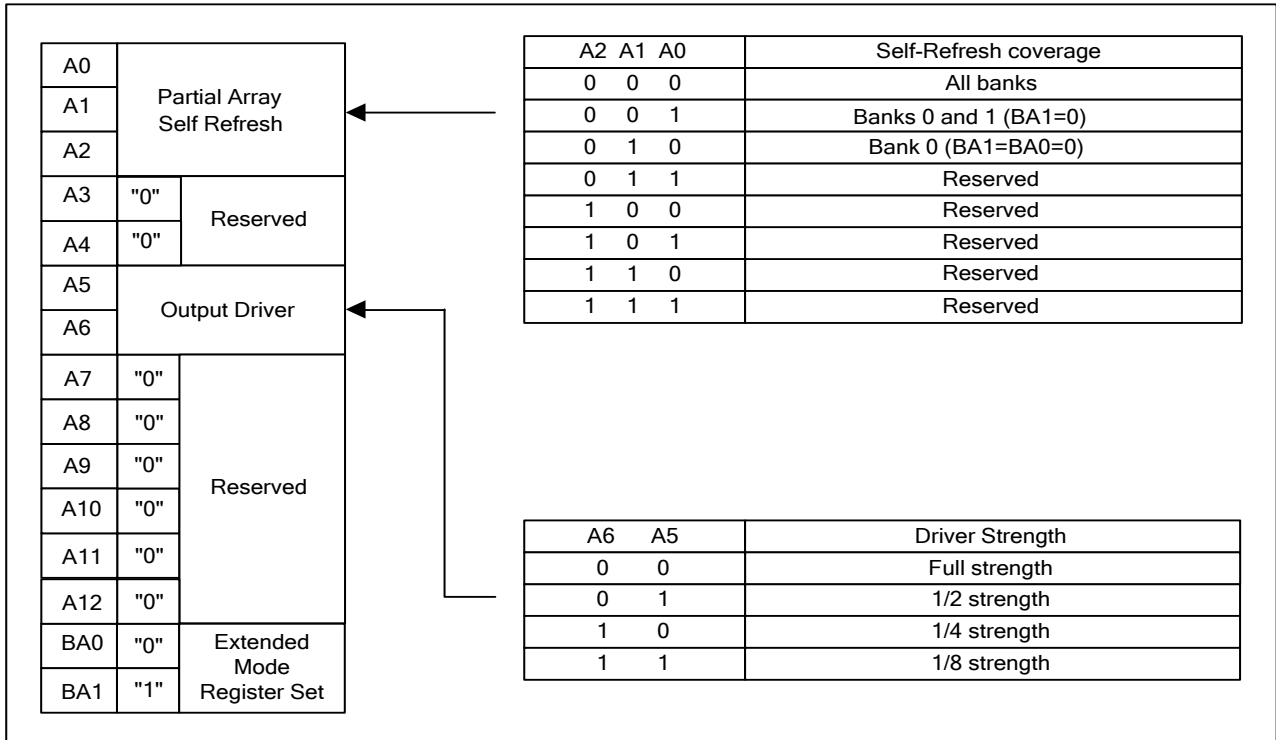 A0
A1
A2
Partial Array
Self Refresh
A3 "0"
A4 "0"
Reserved
A5
A6
Output Driver
A7 "0"
A8 "0"
A9 "0"
A10 "0"
A11 "0"
A12 "0"
Reserved
BA0 "0"
BA1 "1"
Extended
Mode
Register Set
A2 A1 A0 Self-Refresh coverage
0 0 0 All banks
0 0 1 Banks 0 and 1 (BA1=0)
0 1 0 Bank 0 (BA1=BA0=0)
0 1 1 Reserved
1 0 0 Reserved
1 0 1 Reserved
1 1 0 Reserved
1 1 1 Reserved
A6 A5 Driver Strength
0 0 Full strength
0 1 1/2 strength
1 0 1/4 strength
1 1 1/8 strength